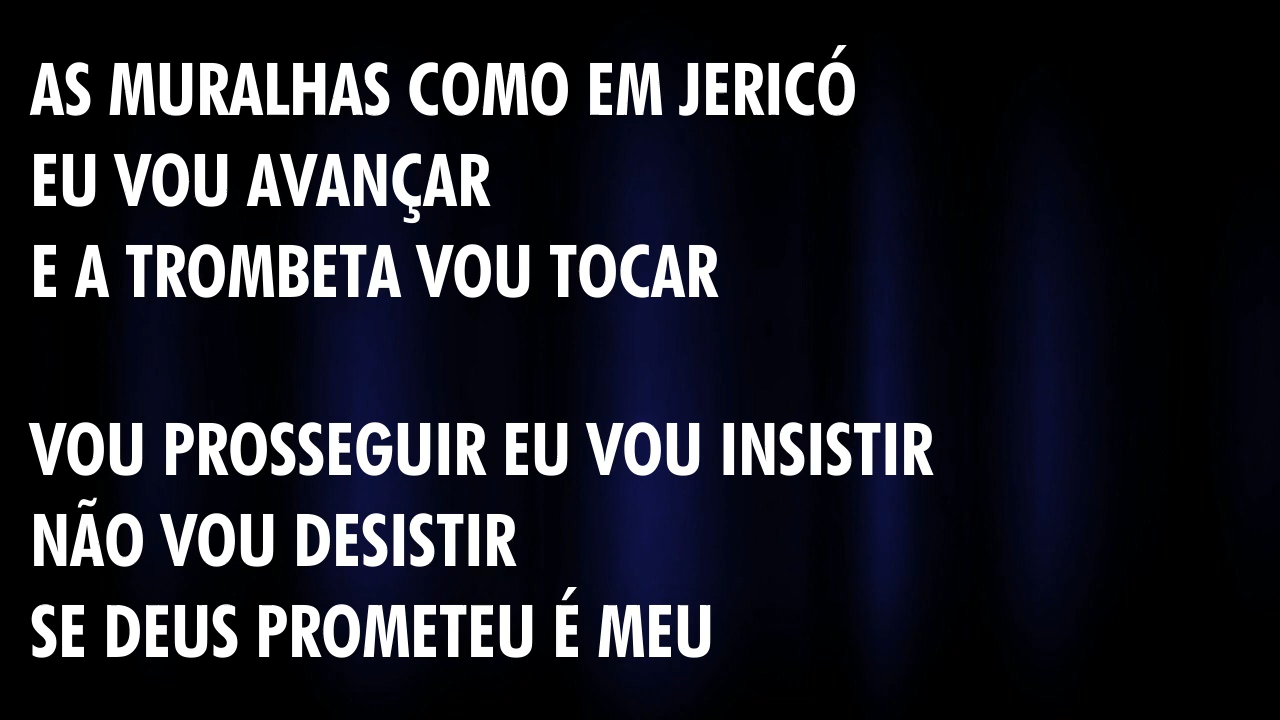 AS MURALHAS COMO EM JERICÓ
EU VOU AVANÇAR
E A TROMBETA VOU TOCAR
VOU PROSSEGUIR EU VOU INSISTIR
NÃO VOU DESISTIR
SE DEUS PROMETEU É MEU